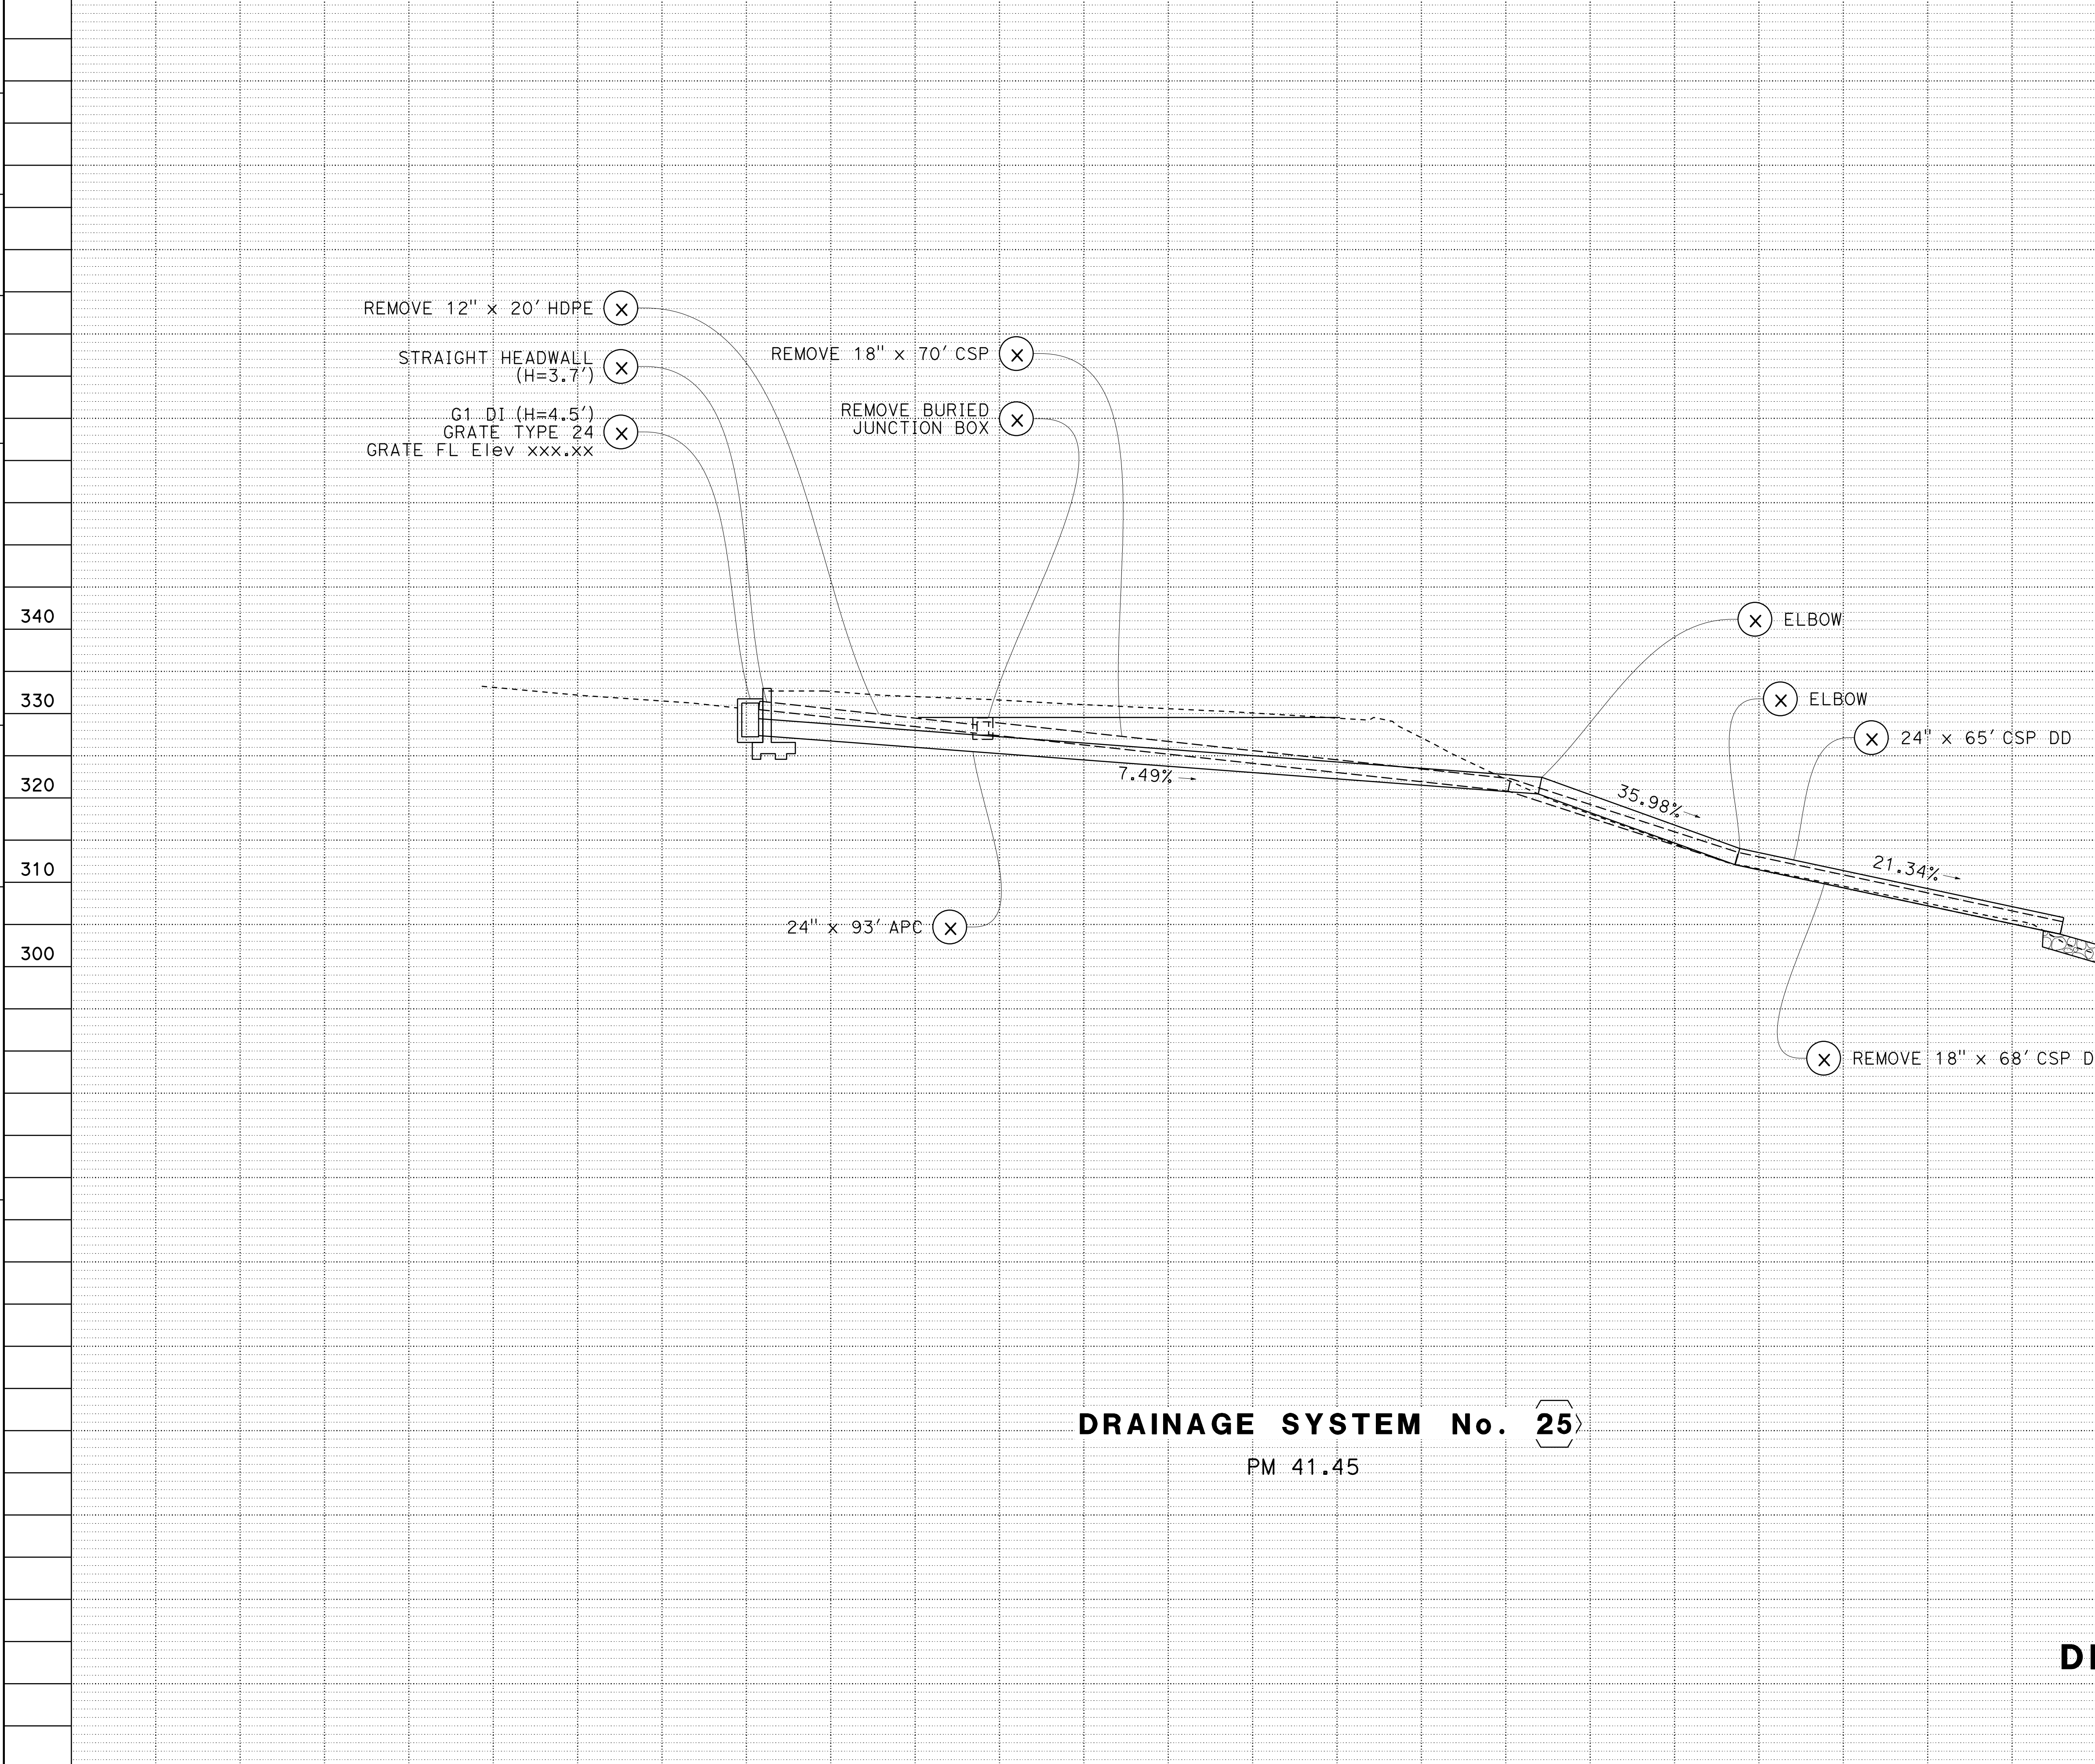 REMOVE 12" x 20' HDPE X
STRAIGHT HEADWALL
(H=3.7') X
G1 DI (H=4.5')
GRATE TYPE 24 X
GRATE FL Elev xxx.xx
REMOVE 18" x 70' CSP X
REMOVE BURIED
JUNCTION BOX X
340
330
320
310
300
X ELBOW
X ELBOW
X 24" x 65' CSP DD
7.49%
35.98%
21.34%
24" x 93' APC X
X REMOVE 18" x 68' CSP D
DRAINAGE SYSTEM No. 25
PM 41.45